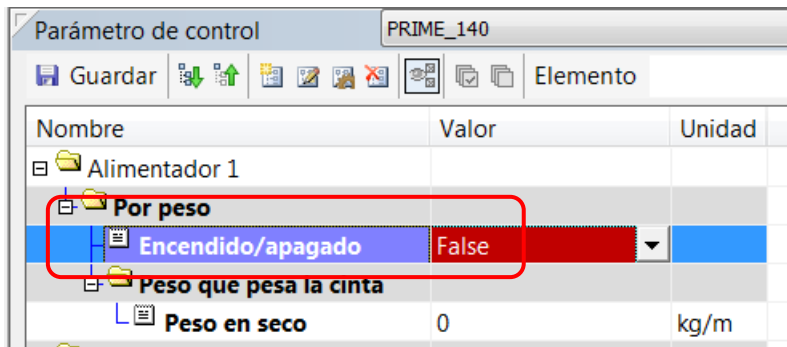 Parámetro de control PRIME_140
Guardar Elemento
Nombre Valor Unidad
Alimentador 1
Por peso
Encendido/apagado False
Peso que pesa la cinta
Peso en seco 0 kg/m